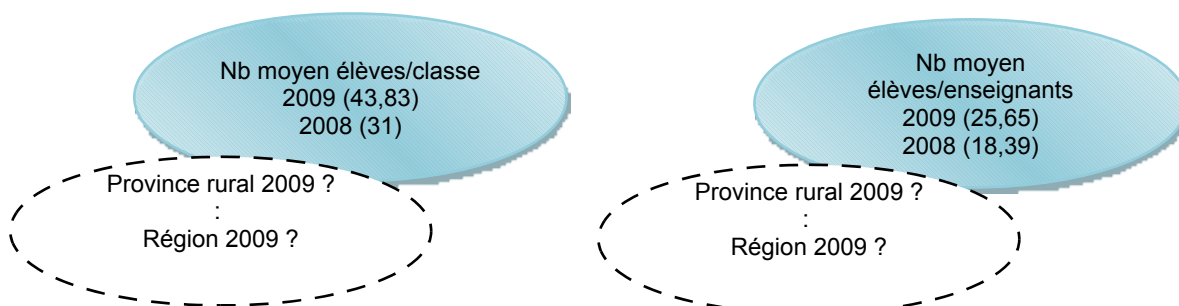 Nb moyen élèves/classe
2009 (43,83)
2008 (31)
Province rural 2009 ?
:
Région 2009 ?
Nb moyen
élèves/enseignants
2009 (25,65)
2008 (18,39)
Province rural 2009 ?
:
Région 2009 ?